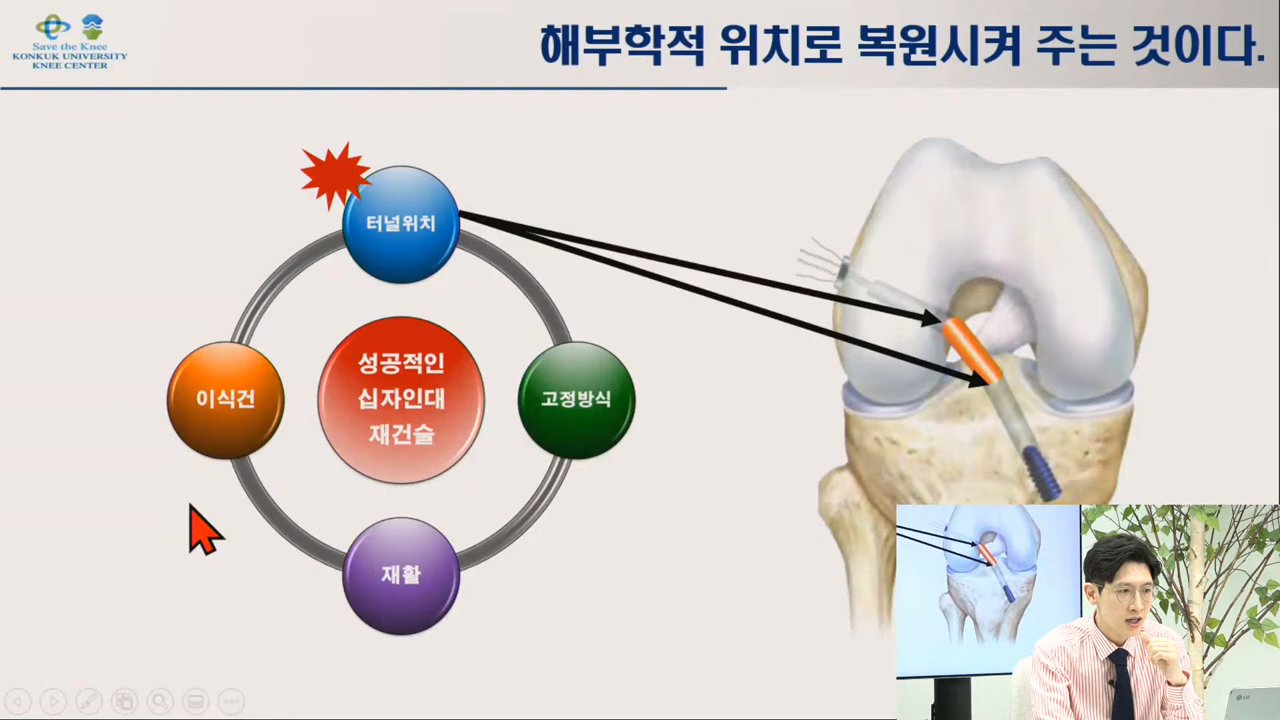 Save the Knee
KONKUK UNIVERSITY
KNEE CENTER
해부학적 위치로 복원시켜 주는 것이다.
터널위치
이식건
성공적인
십자인대
재건술
고정방식
재활
LG